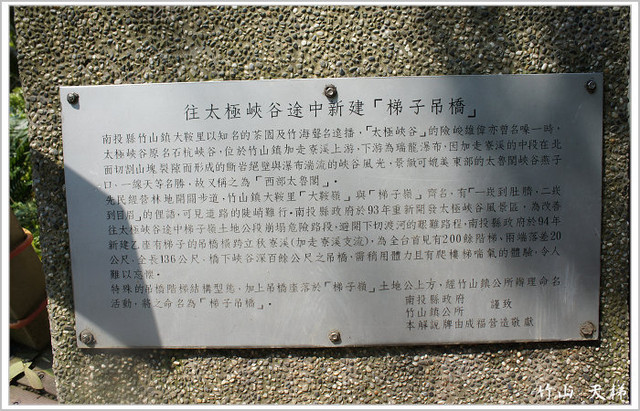 往太極峽谷途中新建「梯子吊橋」
南投縣竹山鎮大鞍里以知名的茶園及竹海聲名遠播,「太極峽谷」的險峻雄偉亦曾名噪一時,
太極峽谷原名石杭峽谷,位於竹山鎮加走寮溪上游,下游為瑞龍瀑布,因加走寮溪的中段在北
面切割山塊裂隙而形成的斷岩絕壁與瀑布湍流的峽谷風光,景緻可媲美東部的太魯閣峽谷燕子
口,一線天等名勝,故又稱之為「西部太魯閣」。
先民經營林地開闢步道,竹山鎮大鞍里「大鞍嶺」與「梯子嶺」齊名,有「一崁到肚臍,二崁
到目眉」的俚語,可見道路的陡峭難行。南投縣政府於93年重新開發太極峽谷風景區,為改善
往太極峽谷途中梯子嶺土地公段崩塌危險路段,避開下切渡河的艱難路程,南投縣政府於94年
新建乙座有梯子的吊橋橫跨立秋寮溪(加走寮溪支流),為全台首見有200餘階梯、兩端落差20
公尺、全長136公尺、橋下峽谷深百餘公尺之吊橋,需稍用體力且有爬樓梯喘氣的體驗,令人
難以忘懷。
特殊的吊橋階梯結構型態,加上吊橋座落於「梯子嶺」土地公上方,經竹山鎮公所辦理命名
活動,將之命名為「梯子吊橋」。
南投縣政府
竹山鎮公所 謹致
本解說牌由成福營造敬獻
竹山 天梯